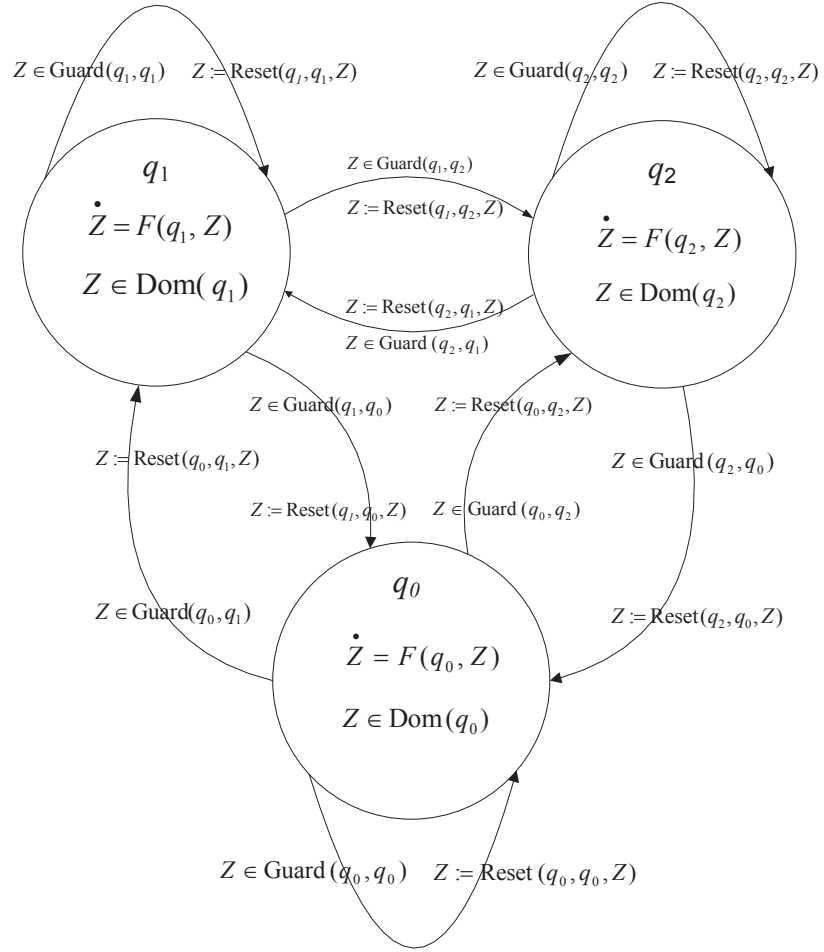 Z ∈ Guard(q₁, q₁)
Z := Reset(q₁, q₁, Z)
Z ∈ Guard(q₂, q₂)
Z := Reset(q₂, q₂, Z)
q₁
Ż = F(q₁, Z)
Z ∈ Dom(q₁)
Z ∈ Guard(q₁, q₂)
Z := Reset(q₁, q₂, Z)
Z := Reset(q₂, q₁, Z)
Z ∈ Guard (q₂, q₁)
q₂
Ż = F(q₂, Z)
Z ∈ Dom(q₂)
Z ∈ Guard(q₁, q₀)
Z := Reset(q₀, q₂, Z)
Z := Reset(q₀, q₁, Z)
Z ∈ Guard (q₂, q₀)
Z := Reset(q₁, q₀, Z)
Z ∈ Guard (q₀, q₂)
Z ∈ Guard(q₀, q₁)
Z := Reset(q₂, q₀, Z)
q₀
Ż = F(q₀, Z)
Z ∈ Dom(q₀)
Z ∈ Guard (q₀, q₀)
Z := Reset (q₀, q₀, Z)